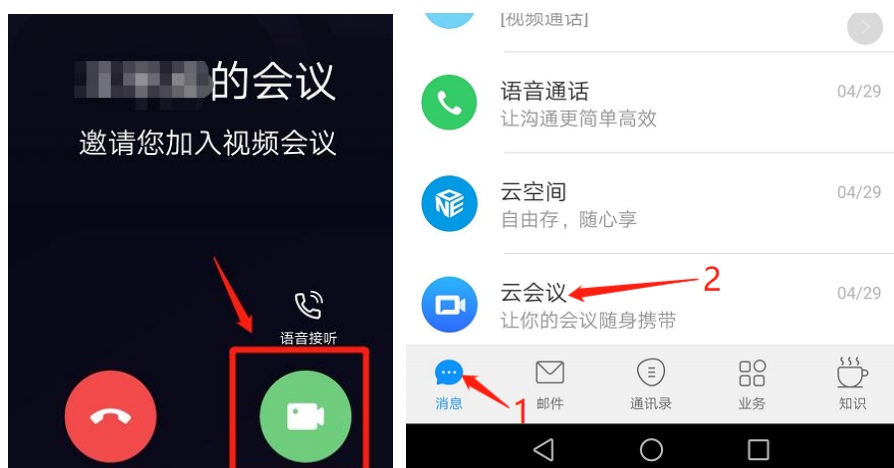 的会议
邀请您加入视频会议
语音接听
[视频通话]
语音通话
04/29
让沟通更简单高效
云空间
04/29
自由存，随心享
云会议
2
04/29
让你的会议随身携带
1
消息
邮件
通讯录
业务
知识